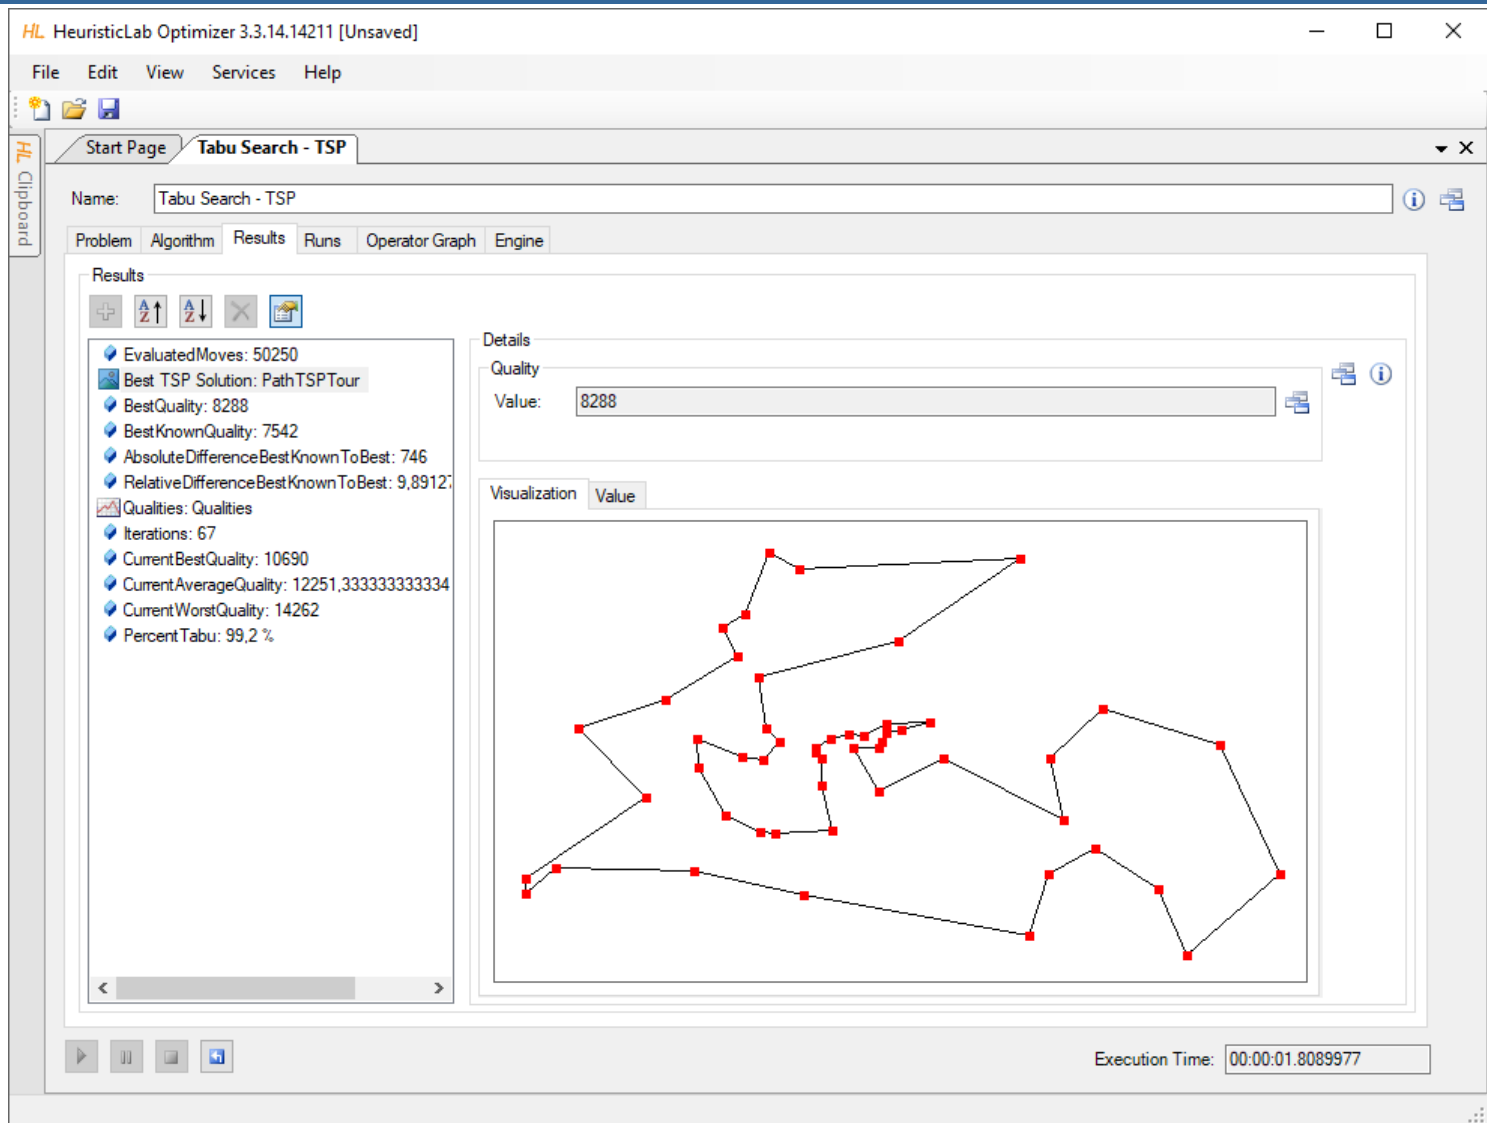 HL HeuristicLab Optimizer 3.3.14.14211 [Unsaved]
File Edit View Services Help
HL Clipboard
Start Page Tabu Search - TSP
Name: Tabu Search - TSP
Problem Algorithm Results Runs Operator Graph Engine
Results
EvaluatedMoves: 50250
Best TSP Solution: PathTSPTour
BestQuality: 8288
BestKnownQuality: 7542
AbsoluteDifferenceBestKnownToBest: 746
RelativeDifferenceBestKnownToBest: 9,89127
Qualities: Qualities
Iterations: 67
CurrentBestQuality: 10690
CurrentAverageQuality: 12251,333333333334
CurrentWorstQuality: 14262
PercentTabu: 99,2 %
Details
Quality
Value: 8288
Visualization Value
Execution Time: 00:00:01.8089977